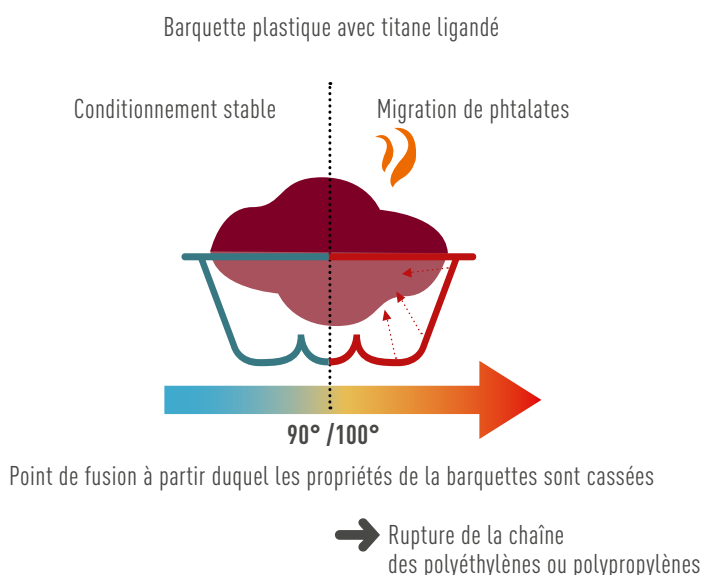 Barquette plastique avec titane ligandé
Conditionnement stable
Migration de phtalates
90° /100°
Point de fusion à partir duquel les propriétés de la barquettes sont cassées
Rupture de la chaîne
des polyéthylènes ou polypropylènes